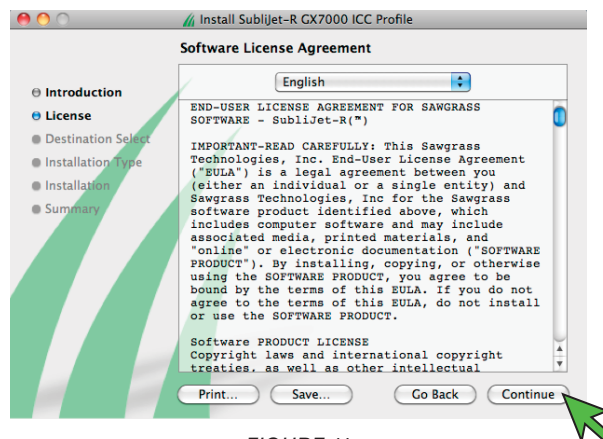 Install SubliJet-R GX7000 ICC Profile
Software License Agreement
English
Introduction
License
Destination Select
Installation Type
Installation
Summary
END-USER LICENSE AGREEMENT FOR SAWGRASS
SOFTWARE - SubliJet-R(™)
IMPORTANT-READ CAREFULLY: This Sawgrass
Technologies, Inc. End-User License Agreement
("EULA") is a legal agreement between you
(either an individual or a single entity) and
Sawgrass Technologies, Inc for the Sawgrass
software product identified above, which
includes computer software and may include
associated media, printed materials, and
"online" or electronic documentation ("SOFTWARE
PRODUCT"). By installing, copying, or otherwise
using the SOFTWARE PRODUCT, you agree to be
bound by the terms of this EULA. If you do not
agree to the terms of this EULA, do not install
or use the SOFTWARE PRODUCT.
Software PRODUCT LICENSE
Copyright laws and international copyright
treaties, as well as other intellectual
Print...
Save...
Go Back
Continue
FIGURE